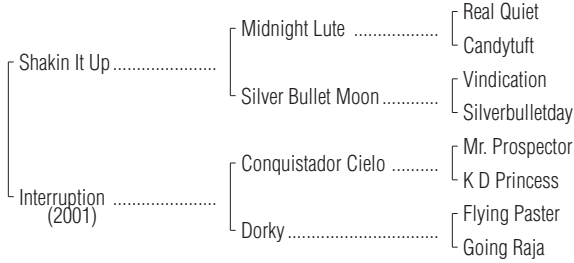 Real Quiet
Midnight Lute ..................
Candytuft
Shakin It Up ......................
Vindication
Silver Bullet Moon ............
Silverbulletday
Mr. Prospector
Conquistador Cielo ..........
K D Princess
Interruption ......................
(2001)
Flying Paster
Dorky ................................
Going Raja